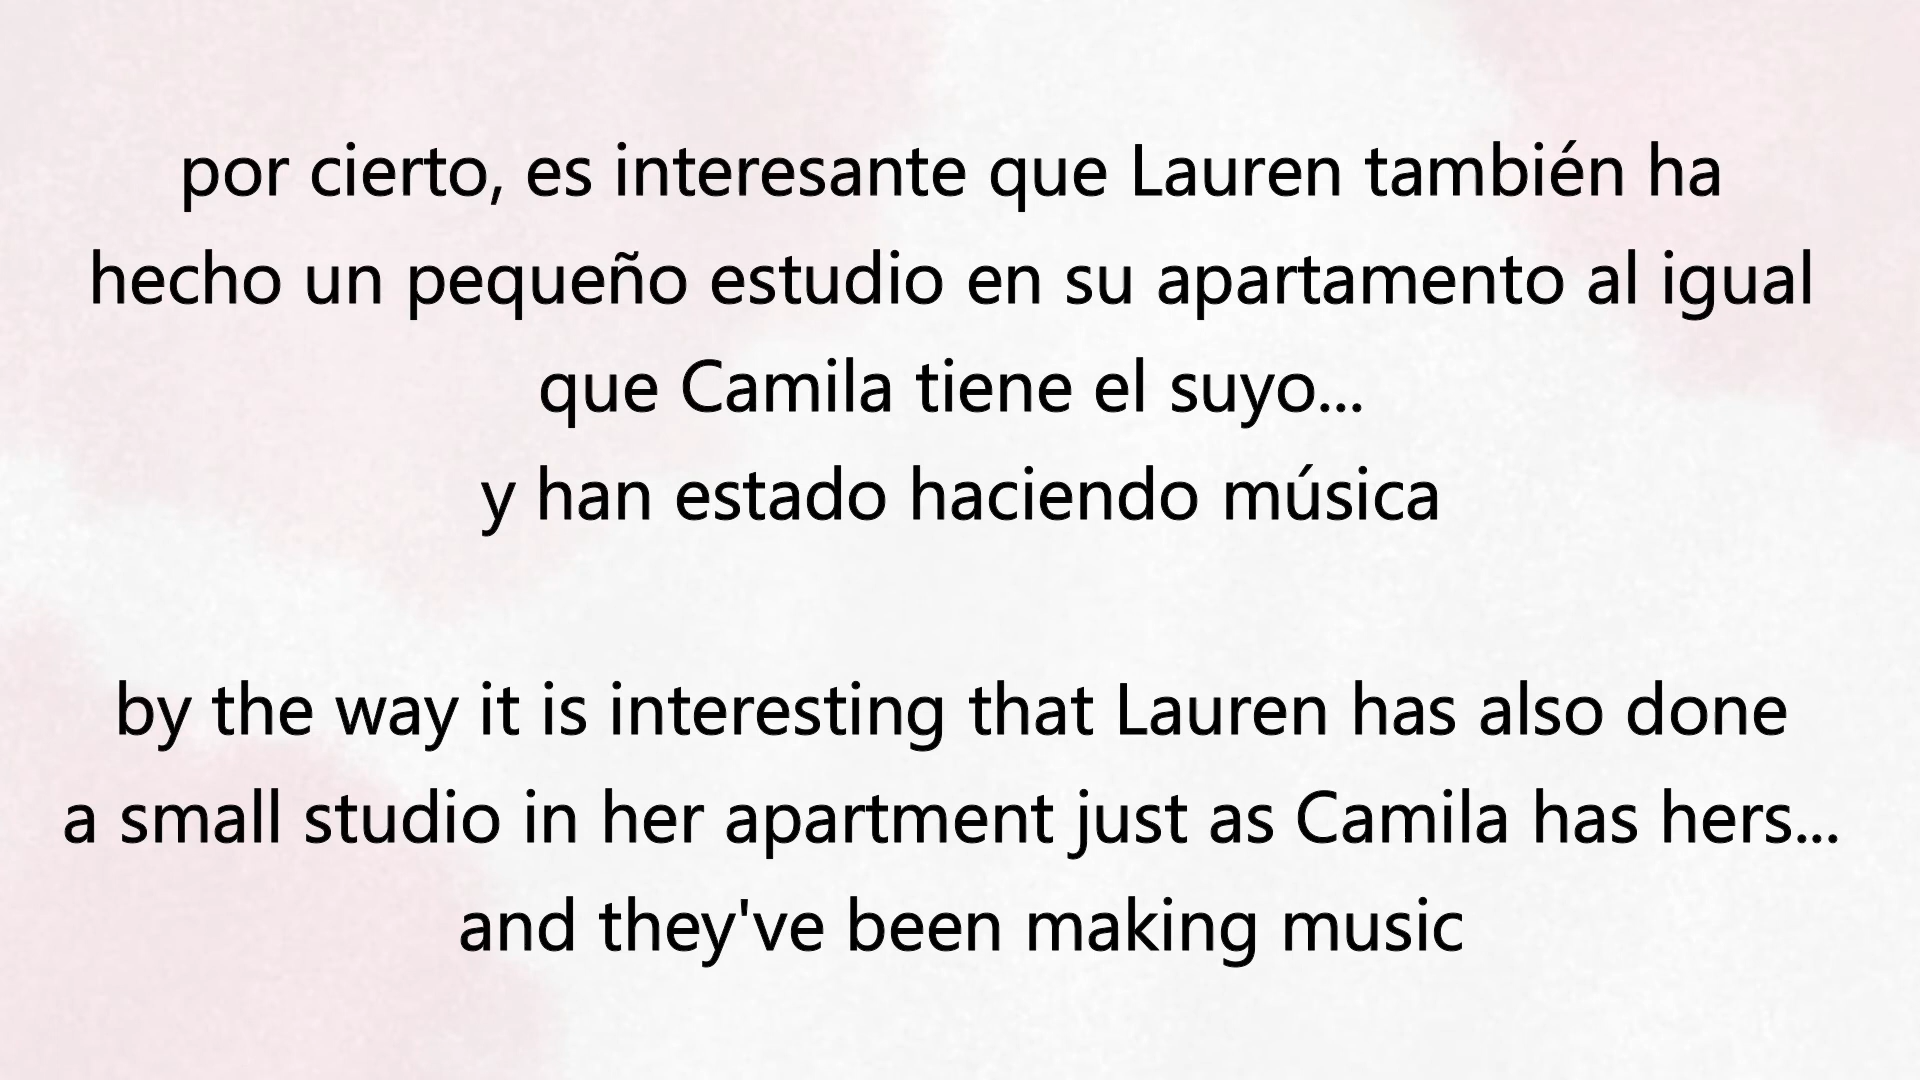 por cierto, es interesante que Lauren también ha
hecho un pequeño estudio en su apartamento al igual
que Camila tiene el suyo...
y han estado haciendo música
by the way it is interesting that Lauren has also done
a small studio in her apartment just as Camila has hers...
and they've been making music